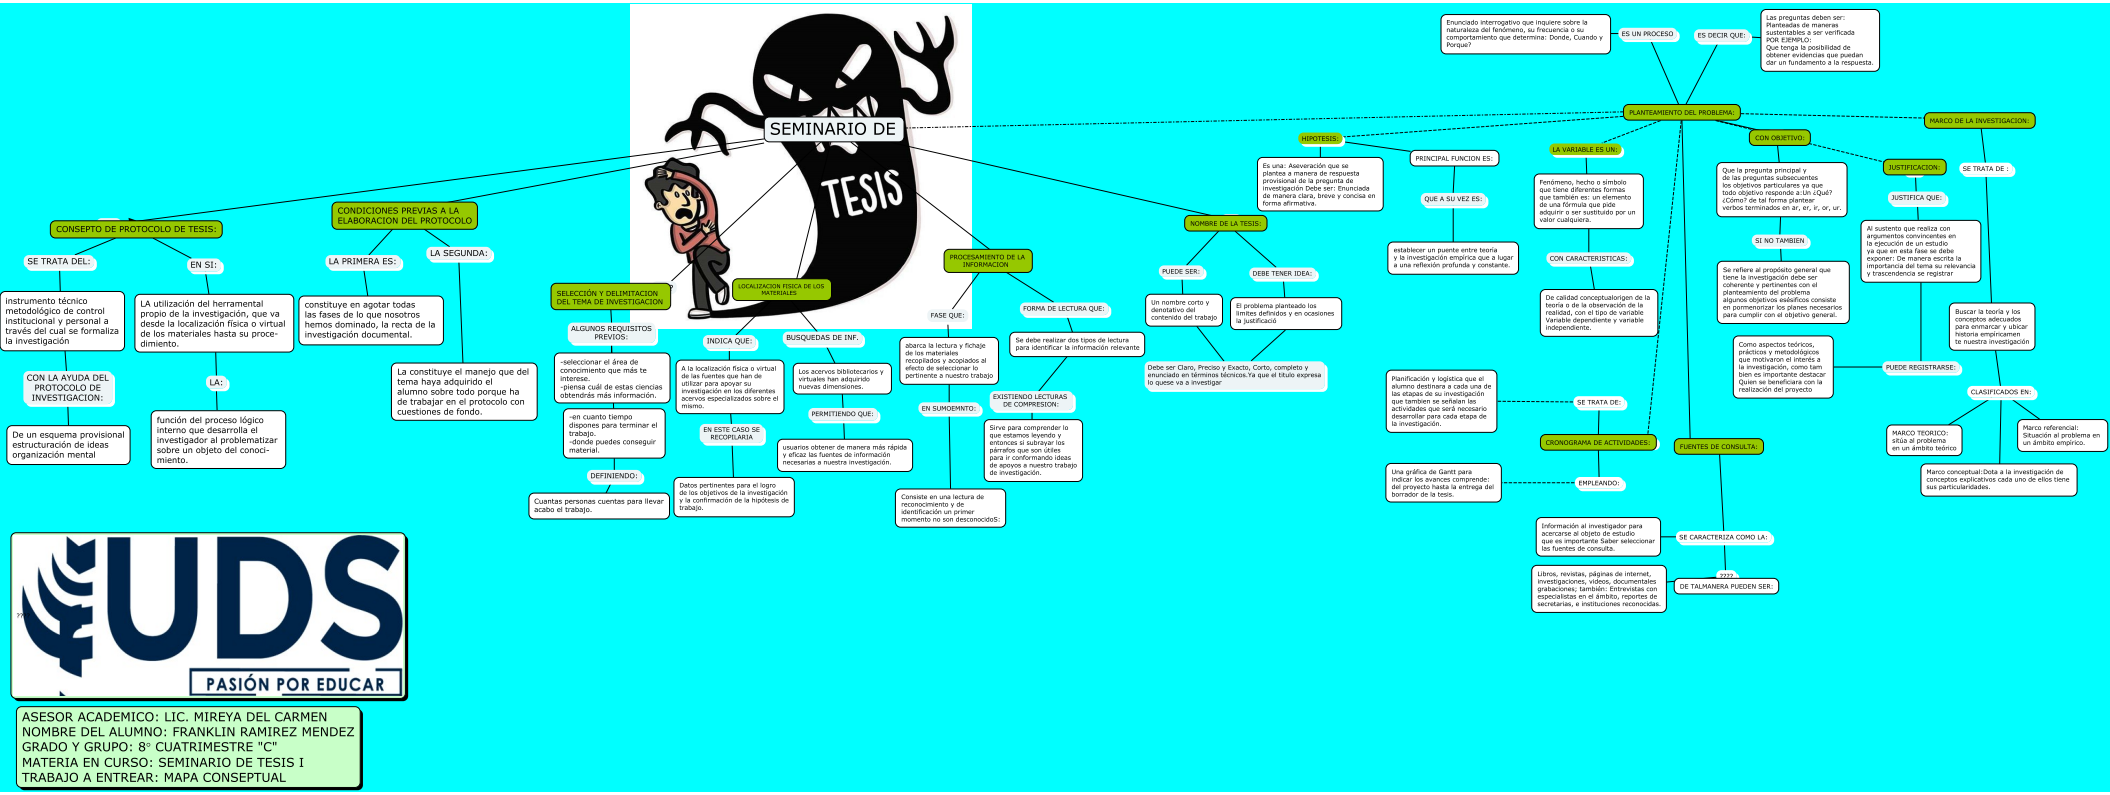 SEMINARIO DE
TESIS
CONSEPTO DE PROTOCOLO DE TESIS:
SE TRATA DEL:
instrumento técnico
metodológico de control
institucional y personal a
través del cual se formaliza
la investigación
CON LA AYUDA DEL
PROTOCOLO DE
INVESTIGACION:
De un esquema provisional
estructuración de ideas
organización mental
EN SI:
LA utilización del herramental
propio de la investigación, que va
desde la localización física o virtual
de los materiales hasta su proce-
dimiento.
LA:
función del proceso lógico
interno que desarrolla el
investigador al problematizar
sobre un objeto del conoci-
miento.
CONDICIONES PREVIAS A LA
ELABORACION DEL PROTOCOLO
LA PRIMERA ES:
constituye en agotar todas
las fases de lo que nosotros
hemos dominado, la recta de la
investigación documental.
LA SEGUNDA:
La constituye el manejo que del
tema haya adquirido el
alumno sobre todo porque ha
de trabajar en el protocolo con
cuestiones de fondo.
SELECCIÓN Y DELIMITACION
DEL TEMA DE INVESTIGACION
?
ALGUNOS REQUISITOS
PREVIOS:
-seleccionar el área de
conocimiento que más te
interese.
-piensa cuál de estas ciencias
obtendrás más información.
-en cuanto tiempo
dispones para terminar el
trabajo.
-donde puedes conseguir
material.
DEFINIENDO:
Cuantas personas cuentas para llevar
acabo el trabajo.
LOCALIZACION FISICA DE LOS
MATERIALES
INDICA QUE:
A la localización física o virtual
de las fuentes que han de
utilizar para apoyar su
investigación en los diferentes
acervos especializados sobre el
mismo.
EN ESTE CASO SE
RECOPILARIA
Datos pertinentes para el logro
de los objetivos de la investigación
y la confirmación de la hipótesis de
trabajo.
BUSQUEDAS DE INF.
Los acervos bibliotecarios y
virtuales han adquirido
nuevas dimensiones.
PERMITIENDO QUE:
usuarios obtener de manera más rápida
y eficaz las fuentes de información
necesarias a nuestra investigación.
PROCESAMIENTO DE LA
INFORMACION
FASE QUE:
abarca la lectura y fichaje
de los materiales
recopilados y acopiados al
efecto de seleccionar lo
pertinente a nuestro trabajo
EN SUMOEMNTO:
Consiste en una lectura de
reconocimiento y de
identificación un primer
momento no son desconocidoS:
FORMA DE LECTURA QUE:
Se debe realizar dos tipos de lectura
para identificar la información relevante
EXISTIENDO LECTURAS
DE COMPRESION:
Sirve para comprender lo
que estamos leyendo y
entonces si subrayar los
párrafos que son útiles
para ir conformando ideas
de apoyos a nuestro trabajo
de investigación.
NOMBRE DE LA TESIS:
PUEDE SER:
Un nombre corto y
denotativo del
contenido del trabajo
DEBE TENER IDEA:
El problema planteado los
limites definidos y en ocasiones
la justificació
Debe ser Claro, Preciso y Exacto, Corto, completo y
enunciado en términos técnicos.Ya que el titulo expresa
lo quese va a investigar
PLANTEAMIENTO DEL PROBLEMA:
ES UN PROCESO
Enunciado interrogativo que inquiere sobre la
naturaleza del fenómeno, su frecuencia o su
comportamiento que determina: Donde, Cuando y
Porque?
ES DECIR QUE:
Las preguntas deben ser:
Planteadas de maneras
sustentables a ser verificada
POR EJEMPLO:
Que tenga la posibilidad de
obtener evidencias que puedan
dar un fundamento a la respuesta.
HIPOTESIS:
Es una: Aseveración que se
plantea a manera de respuesta
provisional de la pregunta de
investigación Debe ser: Enunciada
de manera clara, breve y concisa en
forma afirmativa.
PRINCIPAL FUNCION ES:
QUE A SU VEZ ES:
establecer un puente entre teoría
y la investigación empírica que a lugar
a una reflexión profunda y constante.
LA VARIABLE ES UN:
Fenómeno, hecho o símbolo
que tiene diferentes formas
que también es: un elemento
de una fórmula que pide
adquirir o ser sustituido por un
valor cualquiera.
CON CARACTERISTICAS:
De calidad conceptualorigen de la
teoría o de la observación de la
realidad, con el tipo de variable
Variable dependiente y variable
independiente.
CON OBJETIVO:
Que la pregunta principal y
de las preguntas subsecuentes
los objetivos particulares ya que
todo objetivo responde a:Un ¿Qué?
¿Cómo? de tal forma plantear
verbos terminados en ar, er, ir, or, ur.
SI NO TAMBIEN
Se refiere al propósito general que
tiene la investigación debe ser
coherente y pertinentes con el
planteamiento del problema
algunos objetivos esésificos consiste
en pormenorizar los planes necesarios
para cumplir con el objetivo general.
JUSTIFICACION:
JUSTIFICA QUE:
Al sustento que realiza con
argumentos convincentes en
la ejecución de un estudio
ya que en esta fase se debe
exponer: De manera escrita la
importancia del tema su relevancia
y trascendencia se registrar
PUEDE REGISTRARSE:
Como aspectos teóricos,
prácticos y metodológicos
que motivaron el interés a
la investigación, como tam
bien es importante destacar
Quien se beneficiara con la
realización del proyecto
MARCO DE LA INVESTIGACION:
SE TRATA DE :
Buscar la teoría y los
conceptos adecuados
para enmarcar y ubicar
historia empíricamen
te nuestra investigación
CLASIFICADOS EN:
MARCO TEORICO:
sitúa al problema
en un ámbito teórico
Marco referencial:
Situación al problema en
un ámbito empírico.
Marco conceptual:Dota a la investigación de
conceptos explicativos cada uno de ellos tiene
sus particularidades.
CRONOGRAMA DE ACTIVIDADES:
SE TRATA DE:
Planificación y logística que el
alumno destinara a cada una de
las etapas de su investigación
que tambien se señalan las
actividades que será necesario
desarrollar para cada etapa de
la investigación.
EMPLEANDO:
Una gráfica de Gantt para
indicar los avances comprende:
del proyecto hasta la entrega del
borrador de la tesis.
FUENTES DE CONSULTA:
SE CARACTERIZA COMO LA:
Información al investigador para
acercarse al objeto de estudio
que es importante Saber seleccionar
las fuentes de consulta.
????
DE TALMANERA PUEDEN SER:
Libros, revistas, páginas de internet,
investigaciones, videos, documentales
grabaciones; también: Entrevistas con
especialistas en el ámbito, reportes de
secretarias, e instituciones reconocidas.
??
UDS
PASIÓN POR EDUCAR
ASESOR ACADEMICO: LIC. MIREYA DEL CARMEN
NOMBRE DEL ALUMNO: FRANKLIN RAMIREZ MENDEZ
GRADO Y GRUPO: 8° CUATRIMESTRE "C"
MATERIA EN CURSO: SEMINARIO DE TESIS I
TRABAJO A ENTREAR: MAPA CONSEPTUAL